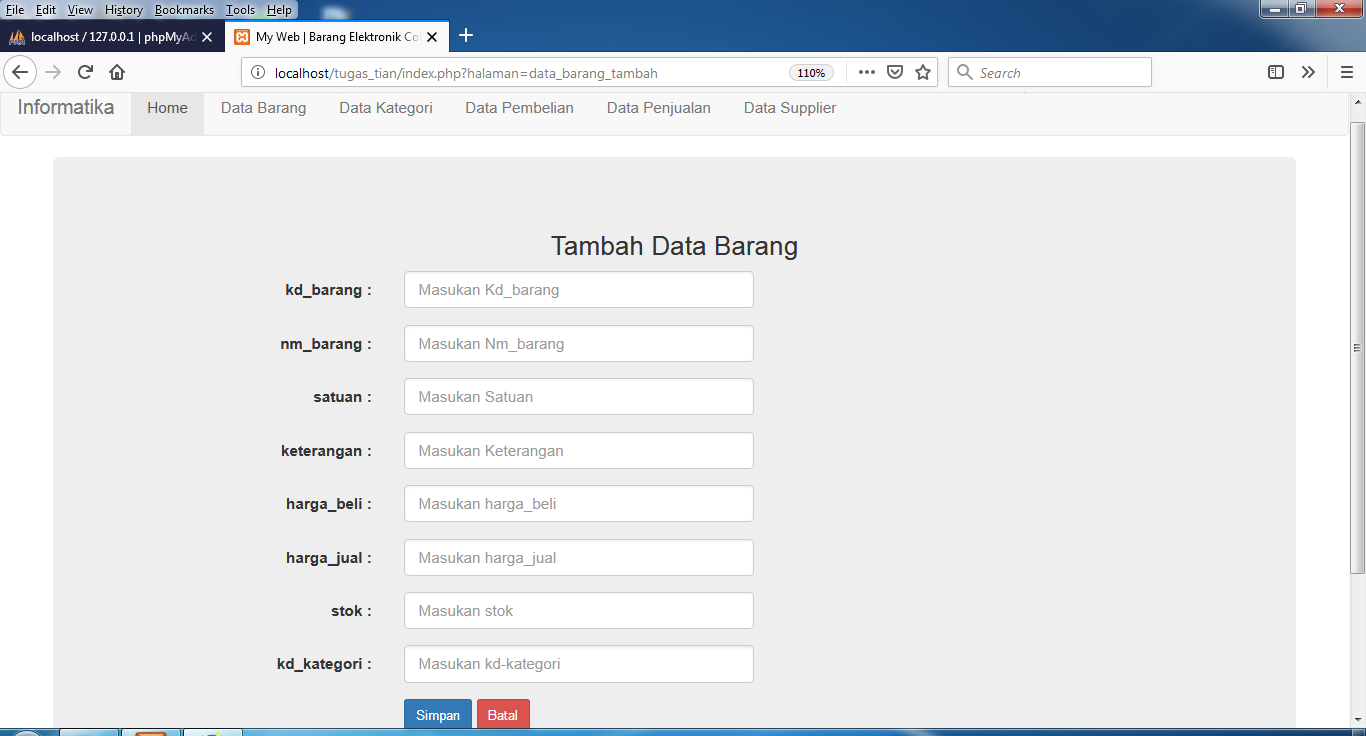 File Edit View History Bookmarks Tools Help
localhost / 127.0.0.1 | phpMyAd
My Web | Barang Elektronik Co
localhost/tugas_tian/index.php?halaman=data_barang_tambah
110%
Search
Informatika Home Data Barang Data Kategori Data Pembelian Data Penjualan Data Supplier
Tambah Data Barang
kd_barang : Masukan Kd_barang
nm_barang : Masukan Nm_barang
satuan : Masukan Satuan
keterangan : Masukan Keterangan
harga_beli : Masukan harga_beli
harga_jual : Masukan harga_jual
stok : Masukan stok
kd_kategori : Masukan kd-kategori
Simpan Batal